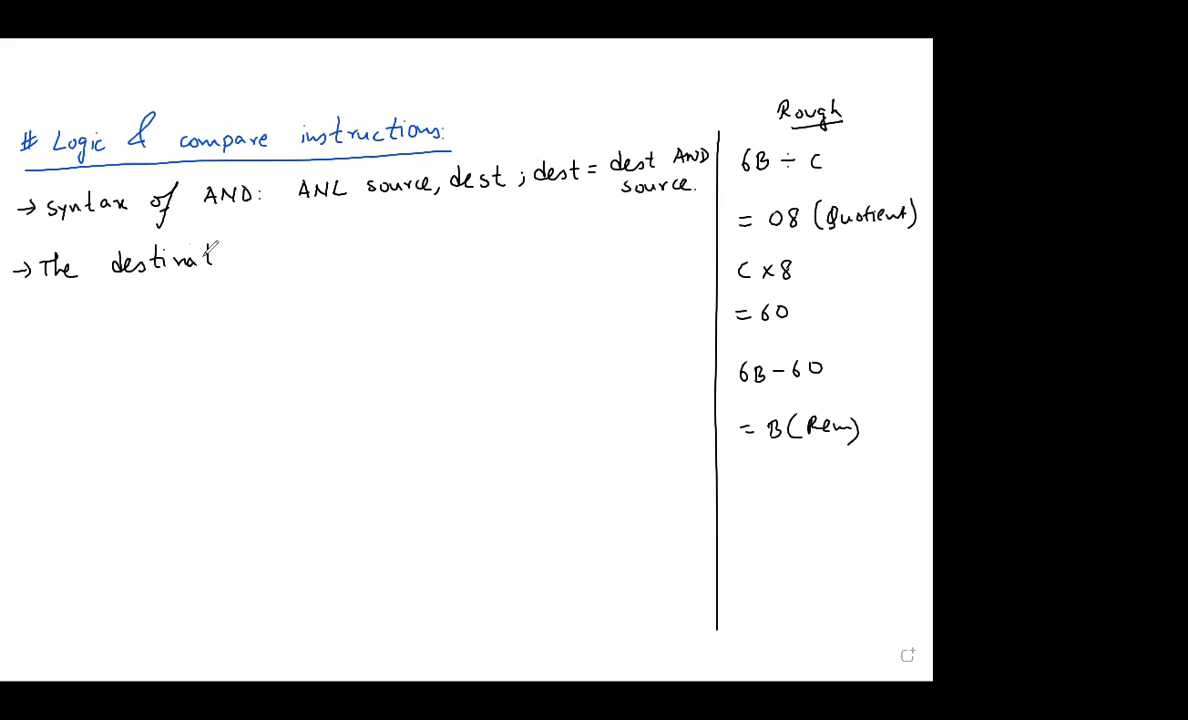 # Logic & compare instructions:
→ syntax of AND: ANL source, dest ; dest = dest AND
source.
→ The destinat
Rough
6B ÷ C
= 08 (Quotient)
C × 8
= 60
6B - 60
= B (Rem)